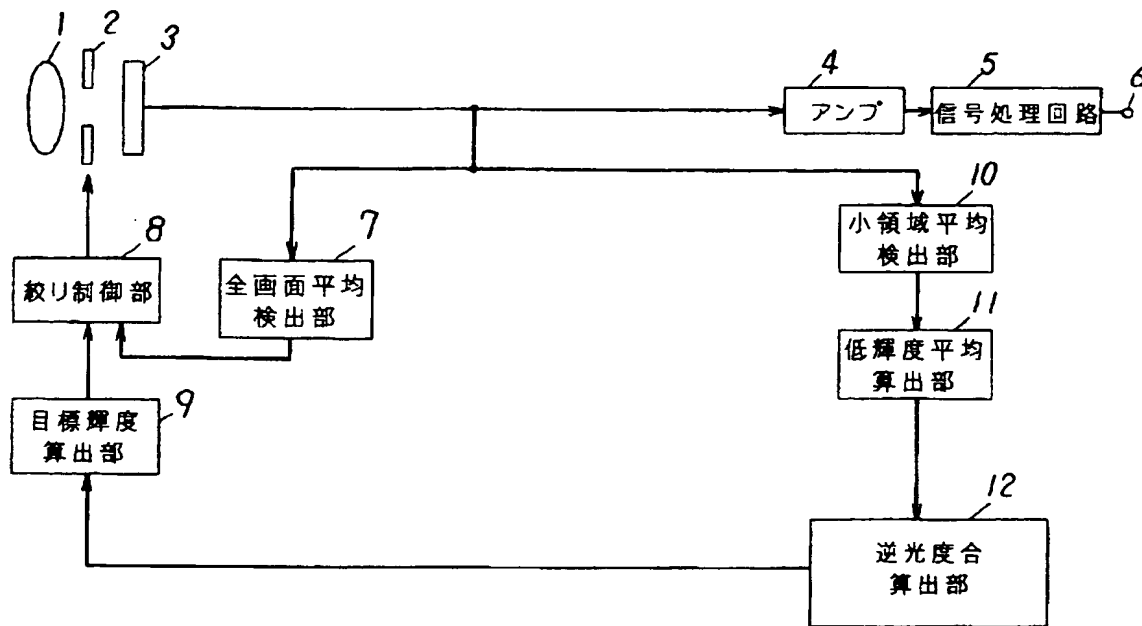 1
2
3
4
アンプ
5
信号処理回路
6
7
全画面平均
検出部
8
絞り制御部
9
目標輝度
算出部
10
小領域平均
検出部
11
低輝度平均
算出部
12
逆光度合
算出部